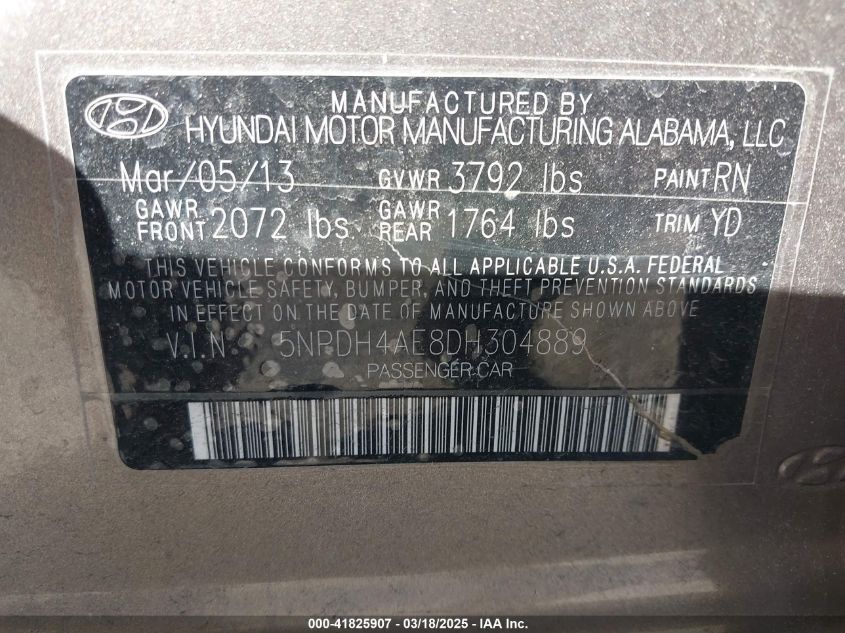 MANUFACTURED BY
HYUNDAI MOTOR MANUFACTURING ALABAMA, LLC
Mar/05/13 GVWR 3792 lbs PAINT RN
GAWR FRONT 2072 lbs GAWR REAR 1764 lbs TRIM YD
THIS VEHICLE CONFORMS TO ALL APPLICABLE U.S.A. FEDERAL
MOTOR VEHICLE SAFETY, BUMPER, AND THEFT PREVENTION STANDARDS
IN EFFECT ON THE DATE OF MANUFACTURE SHOWN ABOVE
V.I.N: 5NPDH4AE8DH304889
PASSENGER CAR
000-41825907 - 03/18/2025 - IAA Inc.